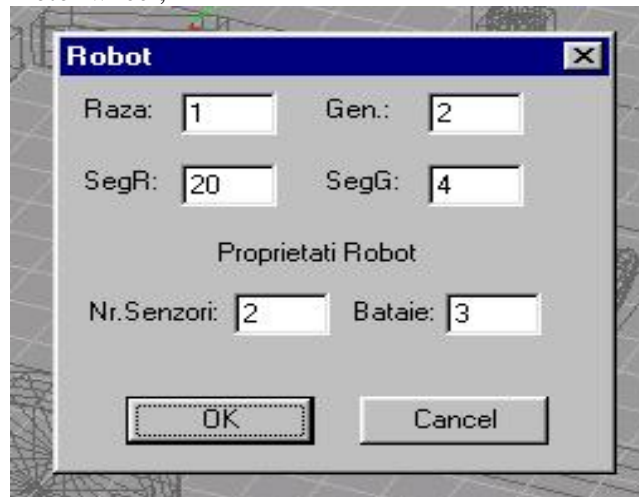 Robot
Raza: 1 Gen.: 2
SegR: 20 SegG: 4
Proprietati Robot
Nr.Senzori: 2 Bataie: 3
OK Cancel